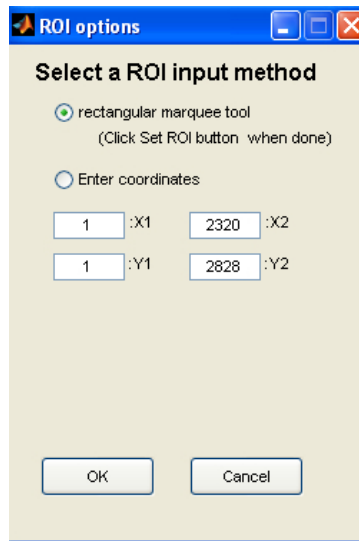 ROI options
Select a ROI input method
rectangular marquee tool
(Click Set ROI button when done)
Enter coordinates
1 :X1 2320 :X2
1 :Y1 2828 :Y2
OK Cancel